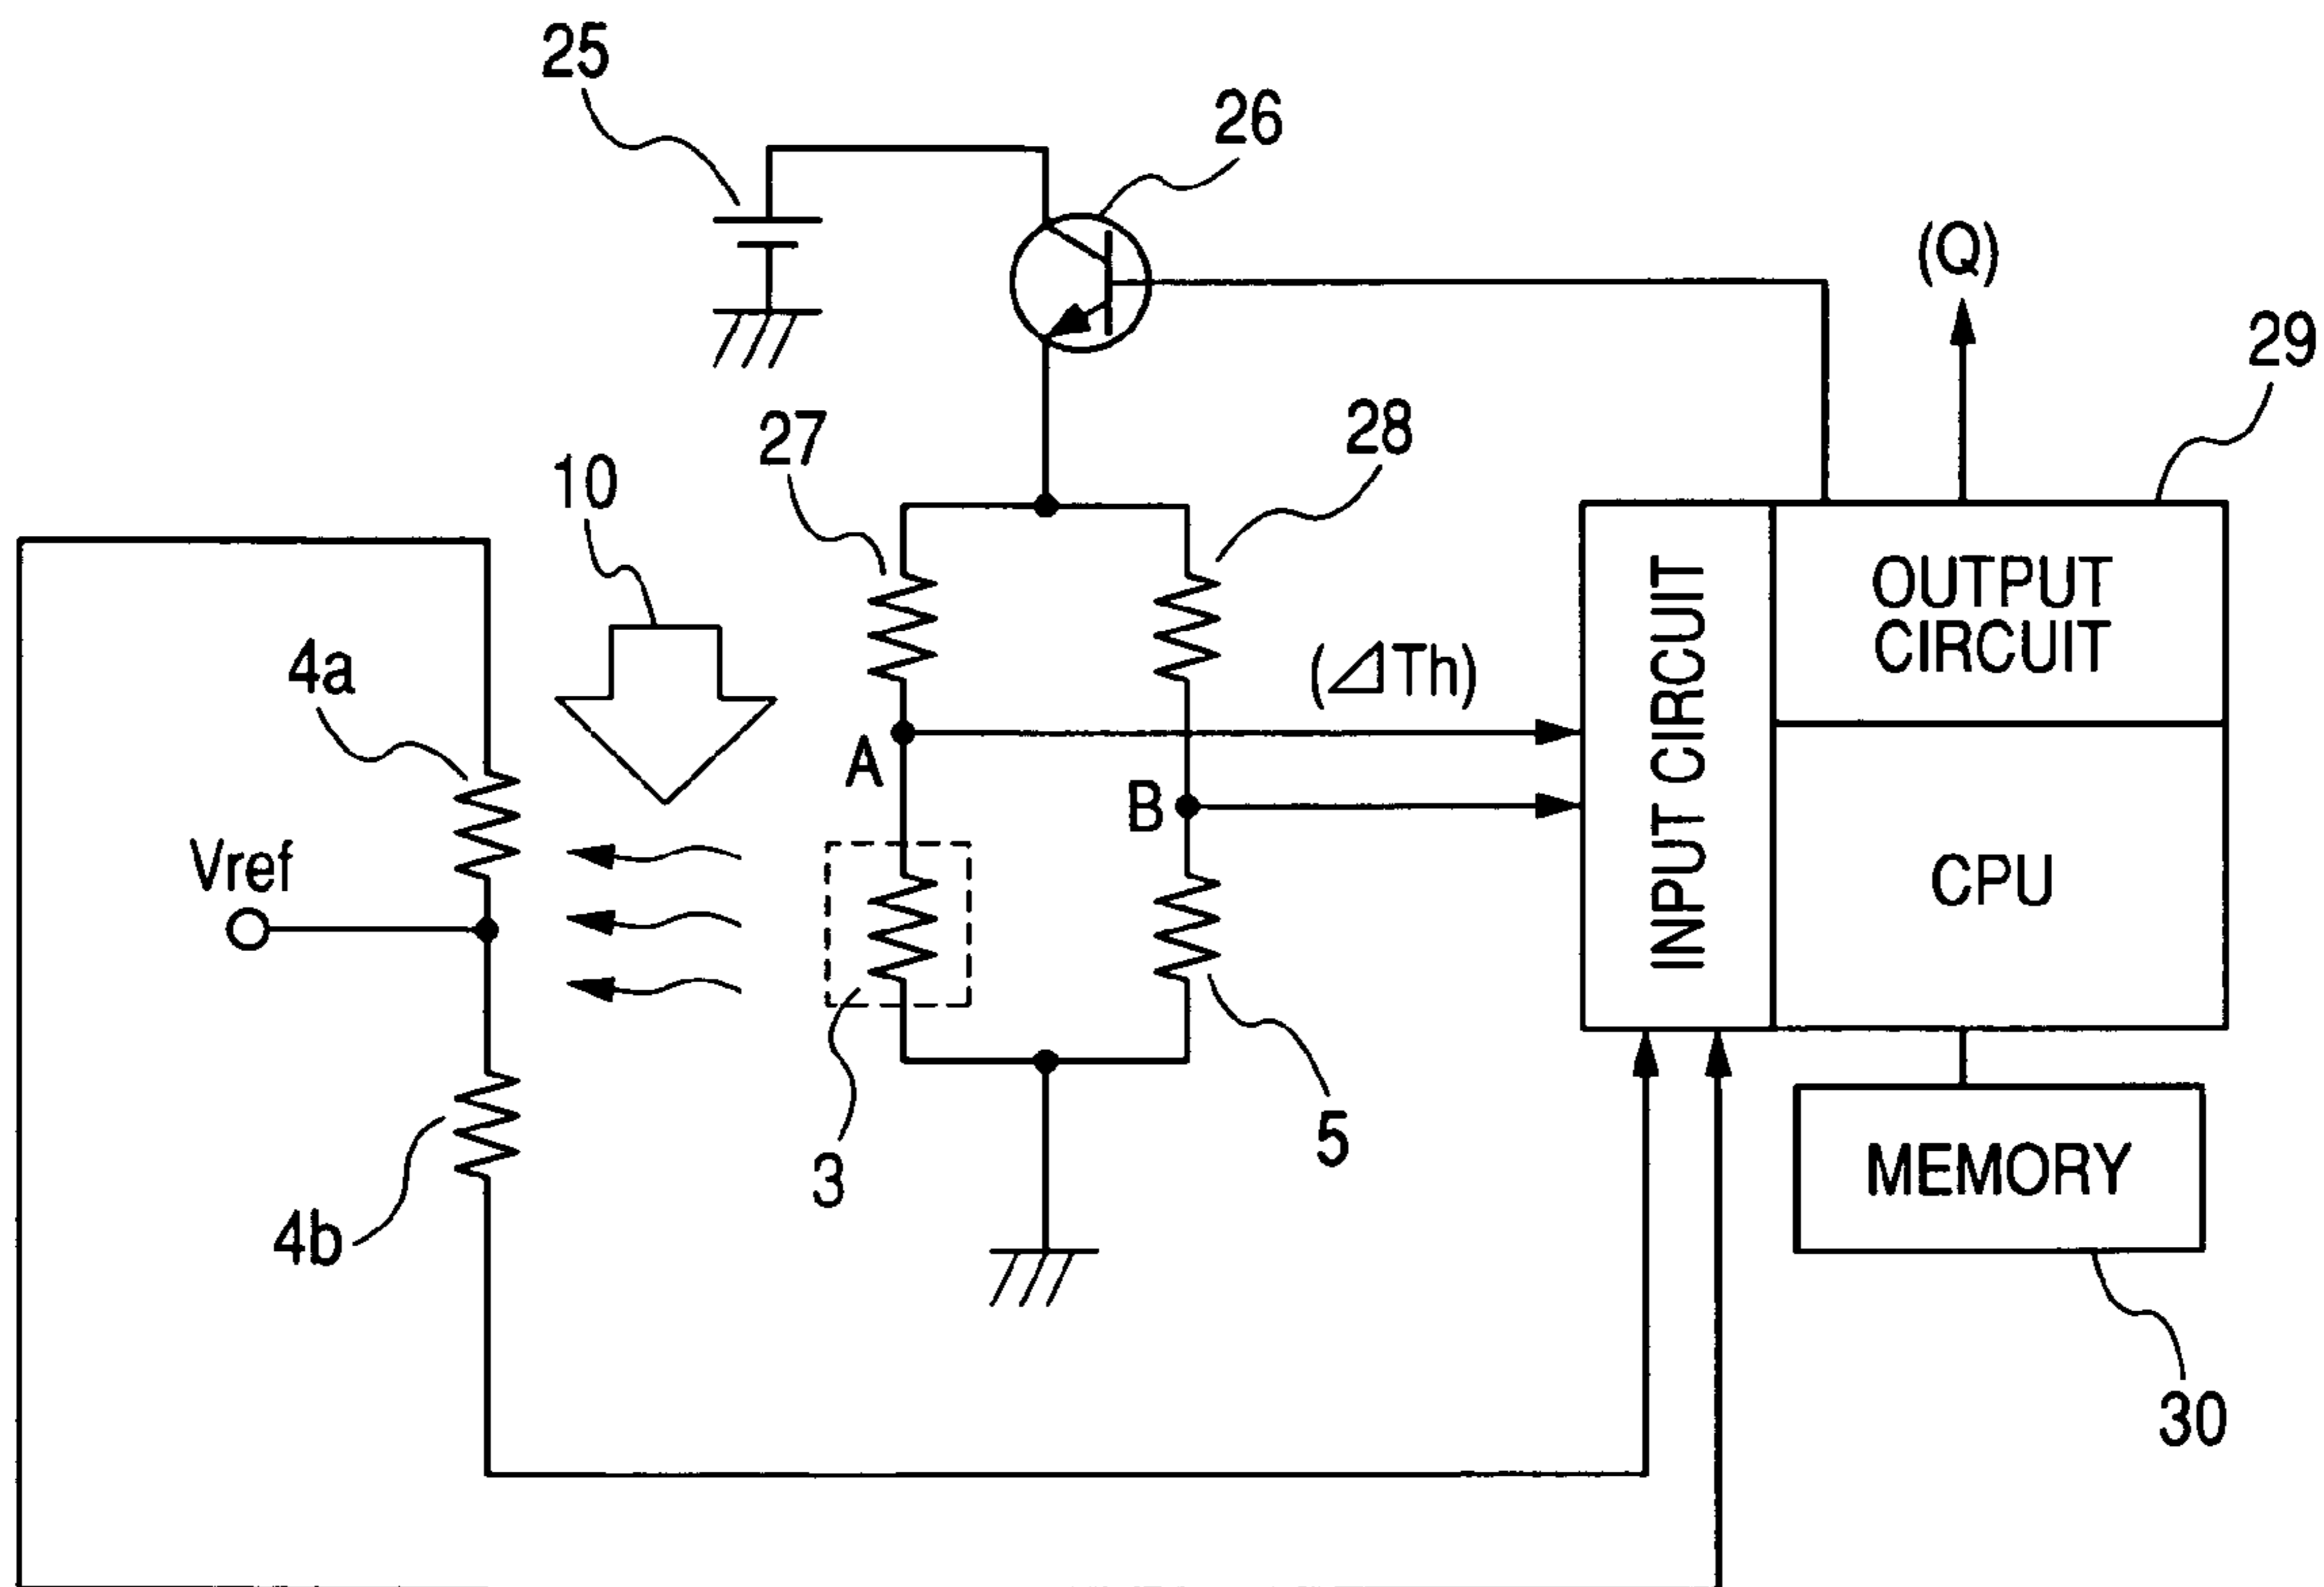 25
26
(Q)
29
27
28
10
4a
(⊿Th)
A
B
Vref
INPUT CIRCUIT
OUTPUT
CIRCUIT
CPU
3
5
4b
MEMORY
30